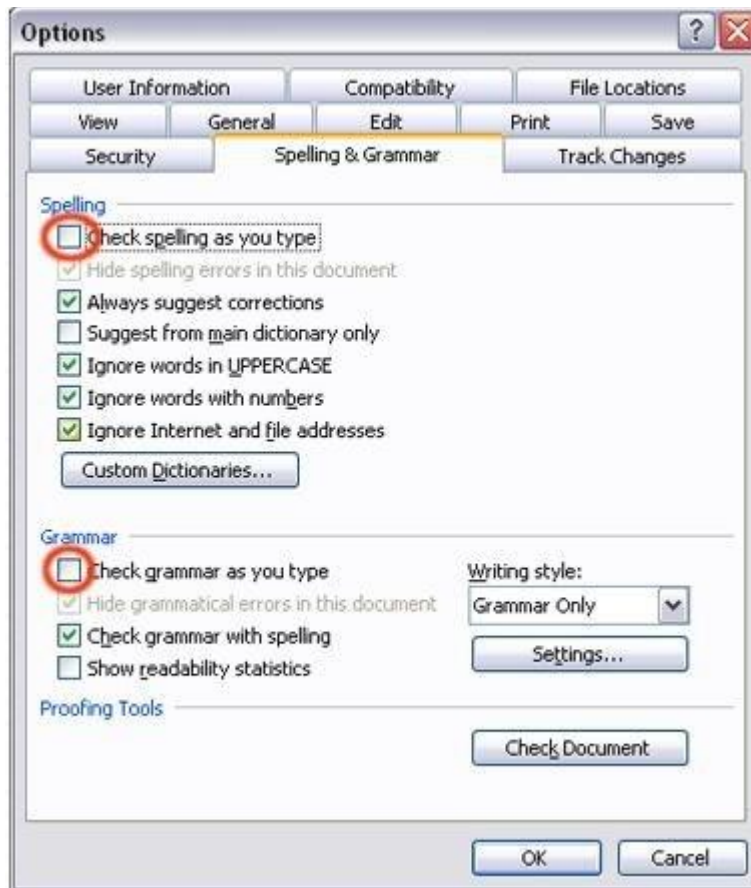 Options
User Information Compatibility File Locations
View General Edit Print Save
Security Spelling & Grammar Track Changes
Spelling
Check spelling as you type
Hide spelling errors in this document
Always suggest corrections
Suggest from main dictionary only
Ignore words in UPPERCASE
Ignore words with numbers
Ignore Internet and file addresses
Custom Dictionaries...
Grammar
Check grammar as you type Writing style:
Hide grammatical errors in this document Grammar Only
Check grammar with spelling Settings...
Show readability statistics
Proofing Tools
Check Document
OK Cancel